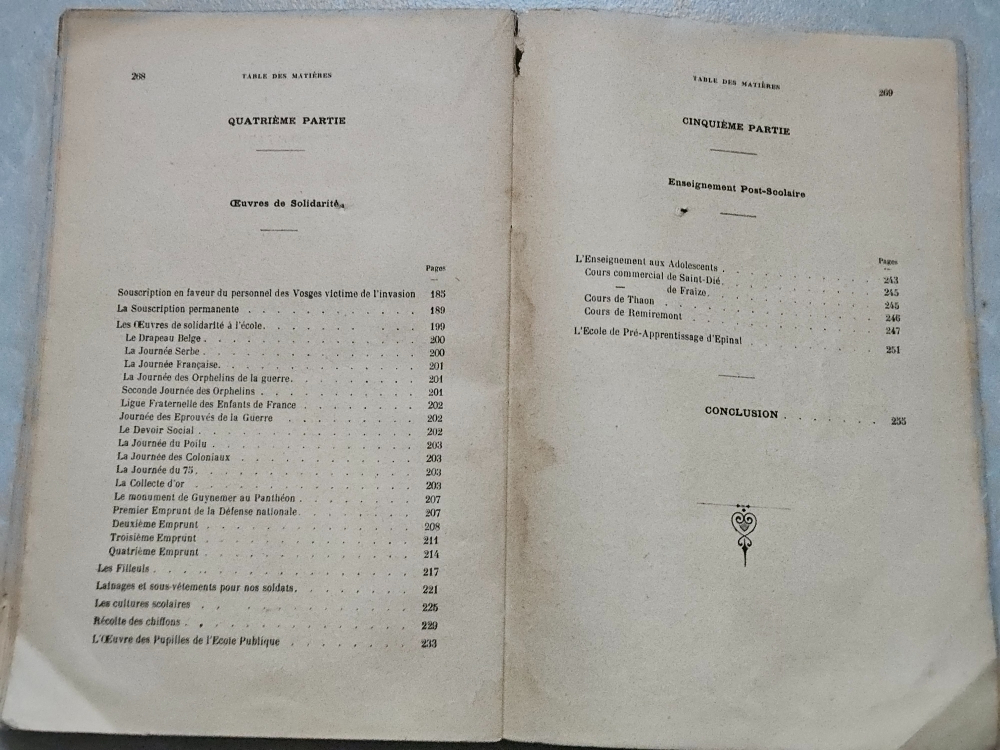 268
TABLE DES MATIÈRES
QUATRIÈME PARTIE
Œuvres de Solidarité
Pages
Souscription en faveur du personnel des Vosges victime de l'invasion 185
La Souscription permanente . . . . . . . . . . 189
Les Œuvres de solidarité à l'école. . . . . . . . . . 199
Le Drapeau Belge . . . . . . . . . . 200
La Journée Serbe . . . . . . . . . . 200
La Journée Française. . . . . . . . . . 201
La Journée des Orphelins de la guerre. . . . . . . . . . 201
Seconde Journée des Orphelins . . . . . . . . . . 201
Ligue Fraternelle des Enfants de France . . . . . . . . 202
Journée des Eprouvés de la Guerre . . . . . . . . 202
Le Devoir Social . . . . . . . . . . 202
La Journée du Poilu . . . . . . . . . . 203
La Journée des Coloniaux . . . . . . . . . . 203
La Journée du 75. . . . . . . . . . 203
La Collecte d'or . . . . . . . . . . 203
Le monument de Guynemer au Panthéon . . . . . . . . 207
Premier Emprunt de la Défense nationale. . . . . . . . 207
Deuxième Emprunt . . . . . . . . . . 208
Troisième Emprunt . . . . . . . . . . 211
Quatrième Emprunt . . . . . . . . . . 214
Les Filleuls . . . . . . . . . . 217
Lainages et sous-vêtements pour nos soldats. . . . . . . . 221
Les cultures scolaires . . . . . . . . . . 225
Récolte des chiffons . . . . . . . . . . 229
L'Œuvre des Pupilles de l'Ecole Publique . . . . . . . . 233
TABLE DES MATIÈRES
269
CINQUIÈME PARTIE
Enseignement Post-Scolaire
Pages
L'Enseignement aux Adolescents . . . . . . . . 243
Cours commercial de Saint-Dié. . . . . . . . 245
— de Fraize. . . . . . . . 245
Cours de Thaon . . . . . . . . 246
Cours de Remiremont . . . . . . . . 247
L'Ecole de Pré-Apprentissage d'Epinal . . . . . . . . 251
CONCLUSION . . . . . . . 255